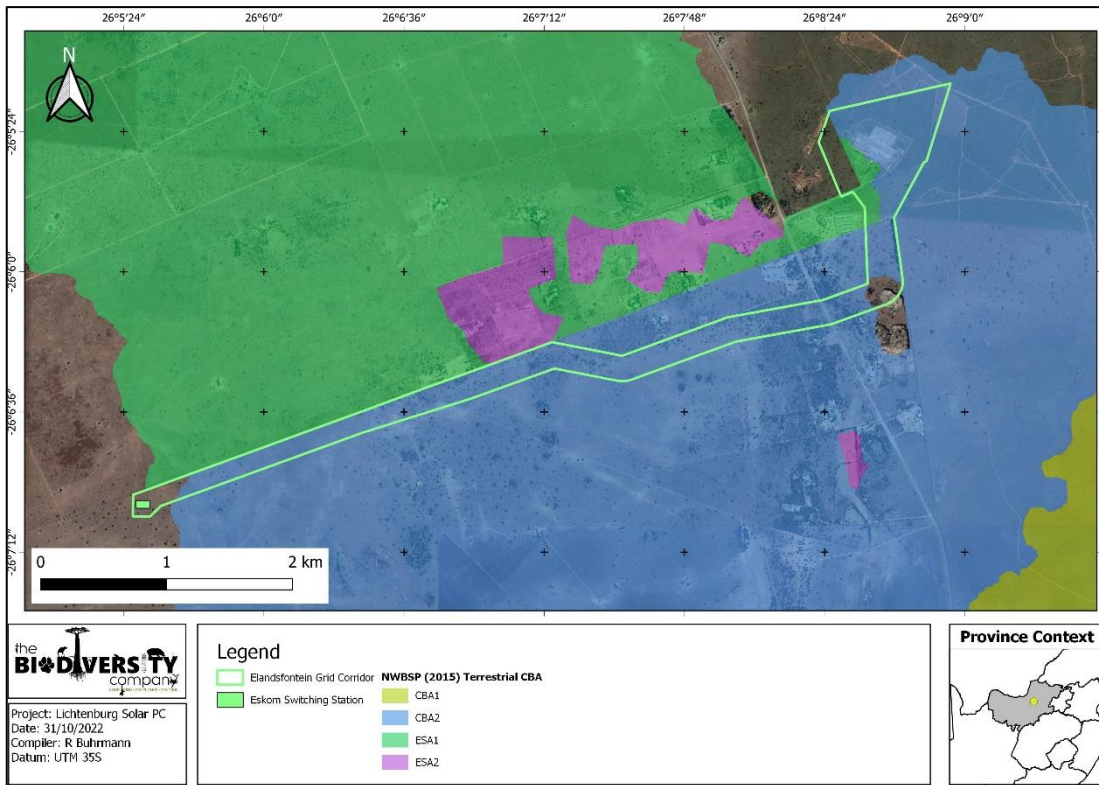 26°5'24" 26°6'0" 26°6'36" 26°7'12" 26°7'48" 26°8'24" 26°9'0"
N
-26°5'24"
-26°6'0"
-26°6'36"
-26°7'12"
0 1 2 km
the
BIODIVERSITY
company
Project: Lichtenburg Solar PC
Date: 31/10/2022
Compiler: R Buhrmann
Datum: UTM 35S
Legend
Elandsfontein Grid Corridor
Eskom Switching Station
NWBSP (2015) Terrestrial CBA
CBA1
CBA2
ESA1
ESA2
Province Context